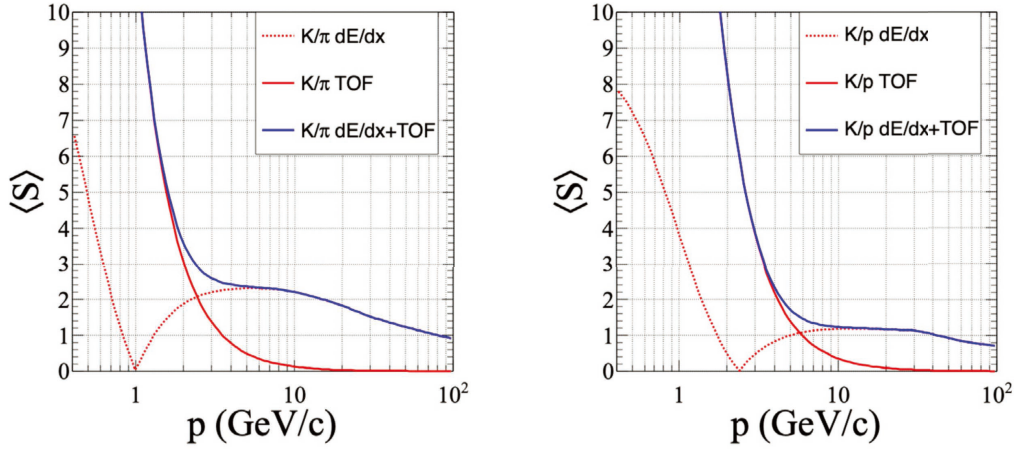 10
9
8
7
6
5
4
3
2
1
0
⟨S⟩
K/π dE/dx
K/π TOF
K/π dE/dx+TOF
1 10 10²
p (GeV/c)
10
9
8
7
6
5
4
3
2
1
0
⟨S⟩
K/p dE/dx
K/p TOF
K/p dE/dx+TOF
1 10 10²
p (GeV/c)